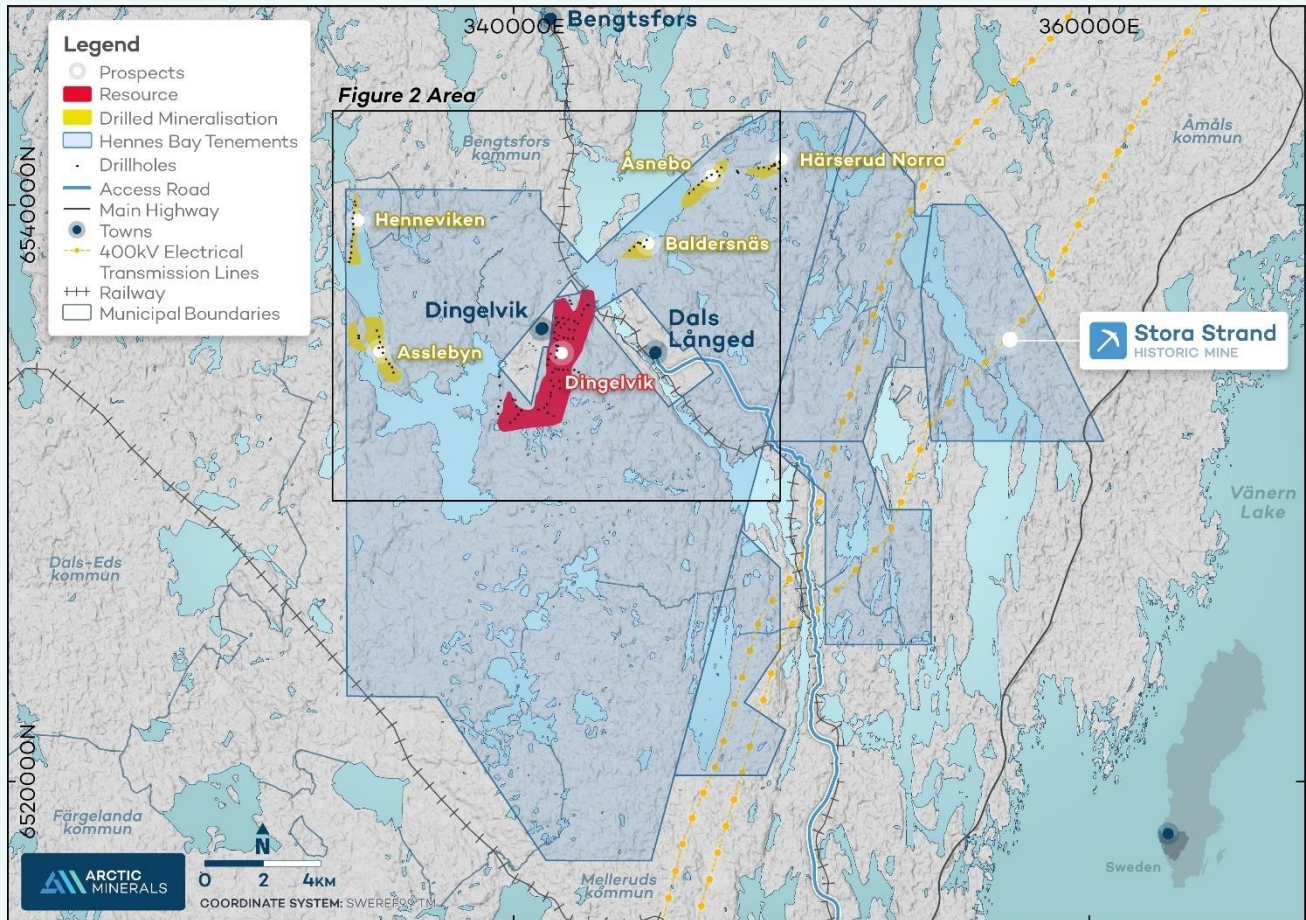 Bengtsfors
340000E
360000E
Legend
Prospects
Resource
Drilled Mineralisation
Hennes Bay Tenements
Drillholes
Access Road
Main Highway
Towns
400kV Electrical
Transmission Lines
Railway
Municipal Boundaries
Figure 2 Area
Bengtsfors
kommun
Åmåls
kommun
6540000N
Åsnebo
Härserud Norra
Henneviken
Baldersnäs
Dingelvik
Dals
Långed
Asslebyn
Dingelvik
Stora Strand
HISTORIC MINE
Vänern
Lake
Dals-Eds
kommun
6520000N
Färgelanda
kommun
N
ARCTIC
MINERALS
0 2 4KM
COORDINATE SYSTEM: SWEREF99 TM
Melleruds
kommun
Sweden